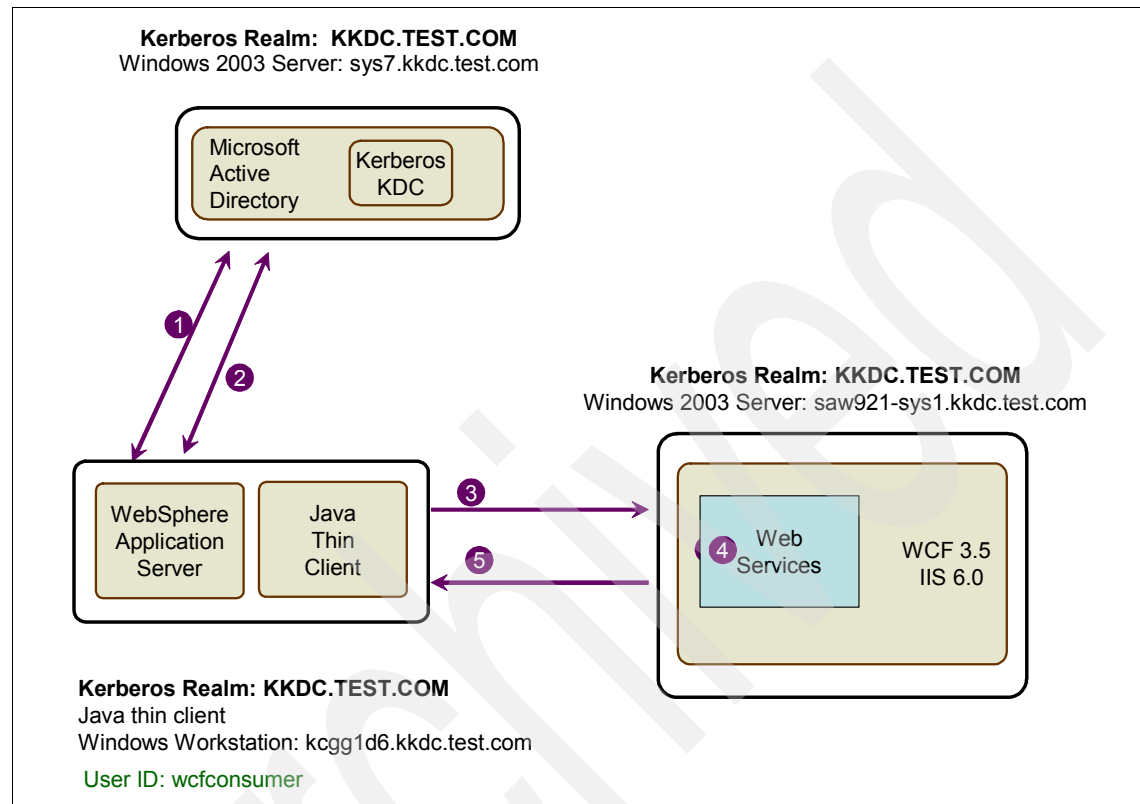 Kerberos Realm: KKDC.TEST.COM
Windows 2003 Server: sys7.kkdc.test.com
Microsoft
Active
Directory
Kerberos
KDC
1
2
Kerberos Realm: KKDC.TEST.COM
Windows 2003 Server: saw921-sys1.kkdc.test.com
WebSphere
Application
Server
Java
Thin
Client
3
5
4
Web
Services
WCF 3.5
IIS 6.0
Kerberos Realm: KKDC.TEST.COM
Java thin client
Windows Workstation: kcgg1d6.kkdc.test.com
User ID: wcfconsumer
chived